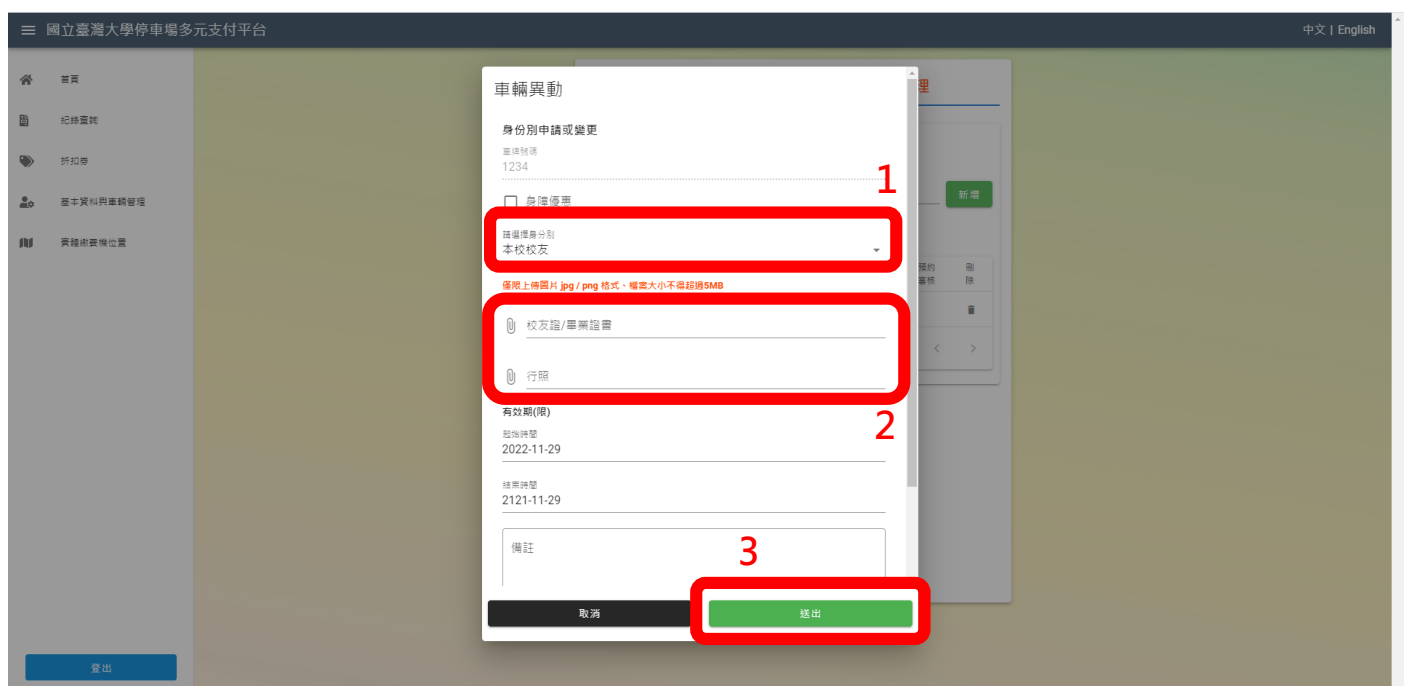 國立臺灣大學停車場多元支付平台
中文 | English
首頁
紀錄查詢
折扣券
基本資料與車輛管理
實體繳費機位置
登出
理
新增
預約審核
刪除
車輛異動
身份別申請或變更
車牌號碼
1234
1
身障優惠
請選擇身分別
本校校友
僅限上傳圖片 jpg / png 格式、檔案大小不得超過5MB
校友證/畢業證書
行照
2
有效期(限)
起始時間
2022-11-29
結束時間
2121-11-29
備註
3
取消
送出